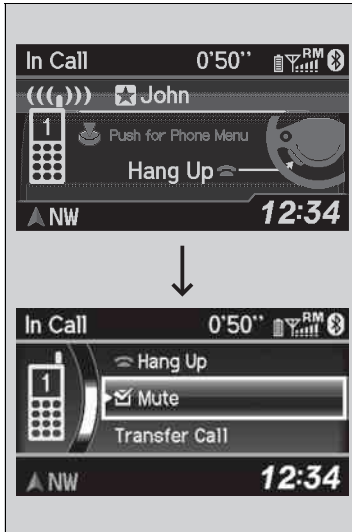 In Call 0'50'' RM
John
1 Push for Phone Menu
Hang Up
NW 12:34
In Call 0'50'' RM
Hang Up
1 Mute
Transfer Call
NW 12:34